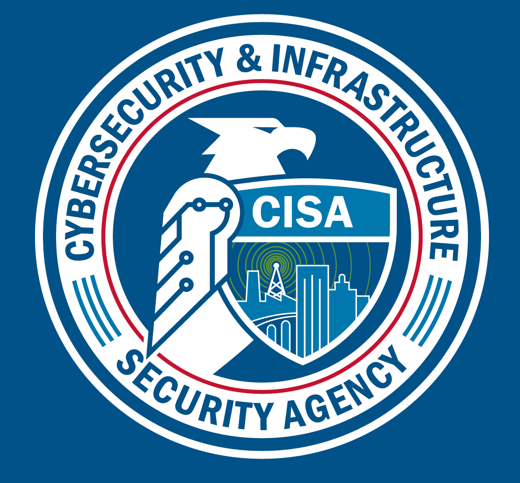 CYBERSECURITY & INFRASTRUCTURE
CISA
SECURITY AGENCY